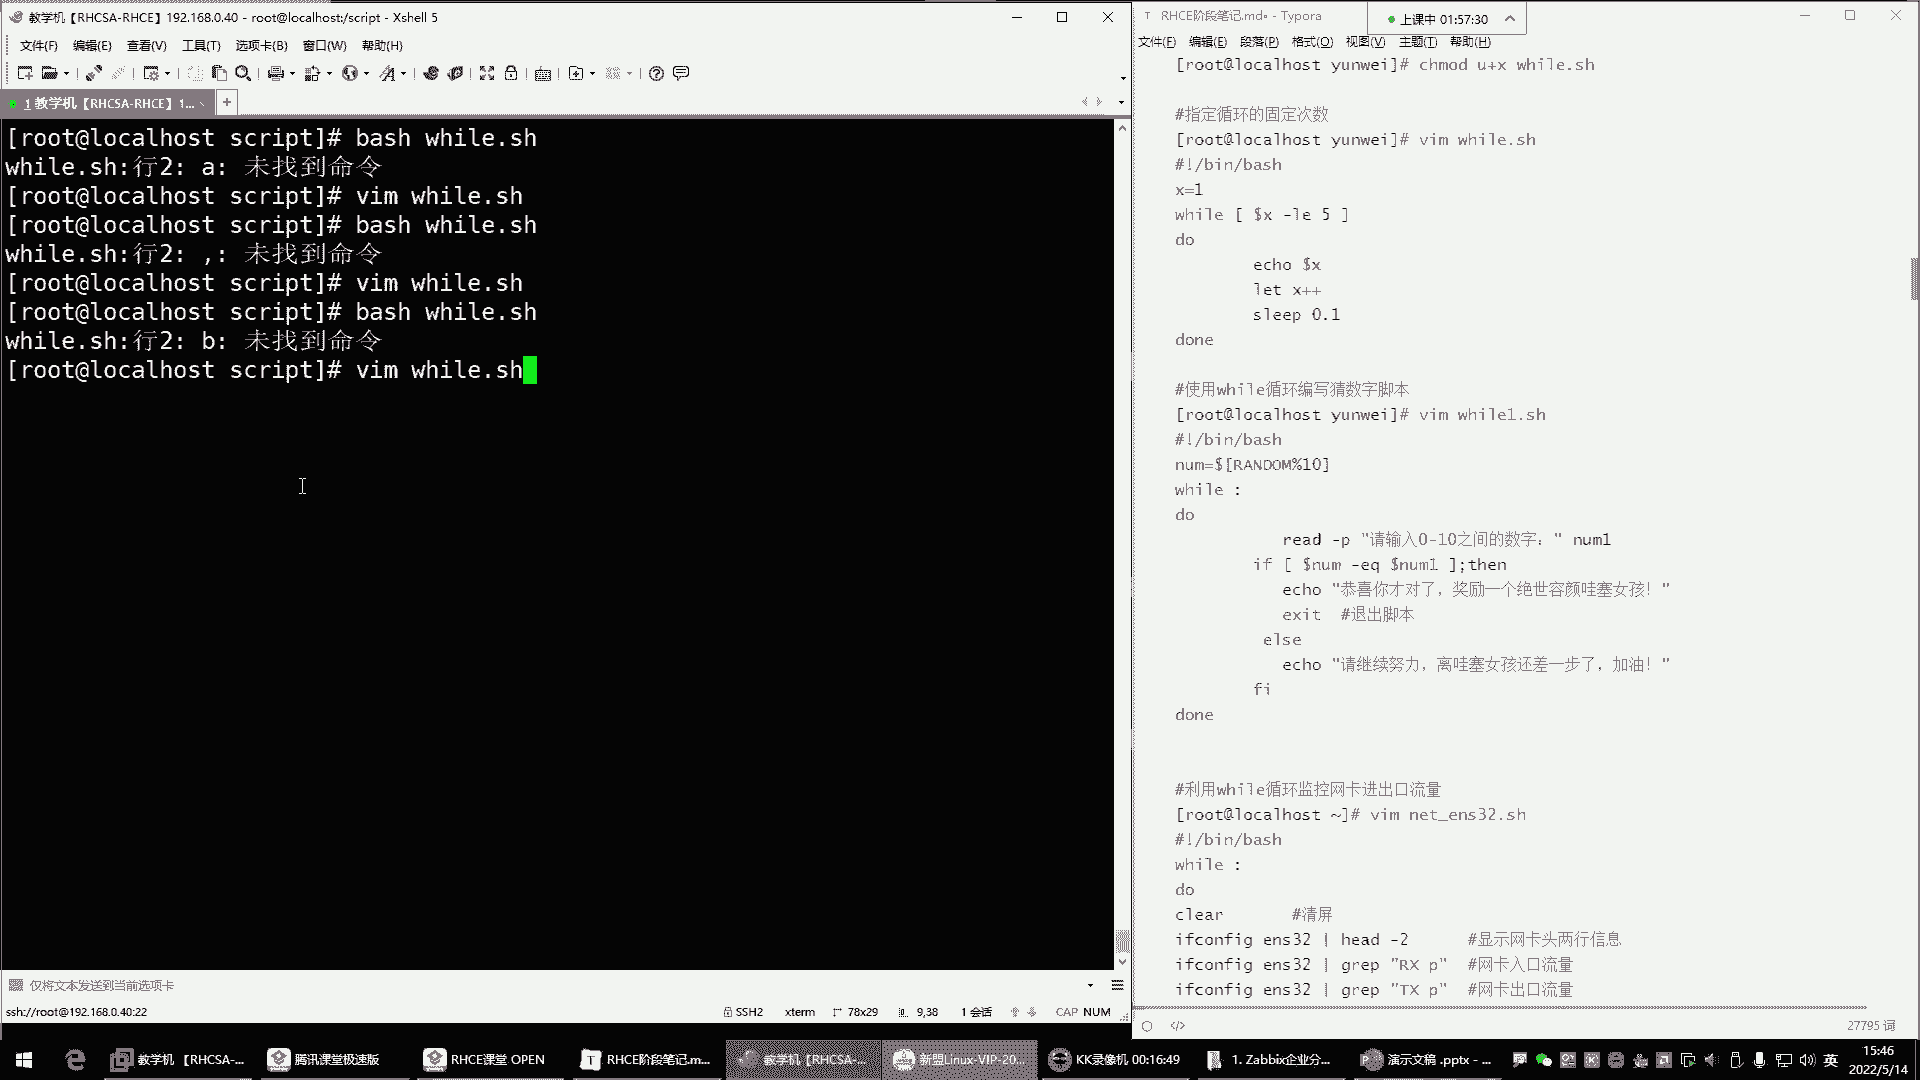 教学机【RHCSA-RHCE】192.168.0.40 - root@localhost:/script - Xshell 5
文件(F) 编辑(E) 查看(V) 工具(T) 选项卡(B) 窗口(W) 帮助(H)
1 教学机【RHCSA-RHCE】1...
[root@localhost script]# bash while.sh
while.sh:行2: a: 未找到命令
[root@localhost script]# vim while.sh
[root@localhost script]# bash while.sh
while.sh:行2: ,: 未找到命令
[root@localhost script]# vim while.sh
[root@localhost script]# bash while.sh
while.sh:行2: b: 未找到命令
[root@localhost script]# vim while.sh
仅将文本发送到当前选项卡
ssh://root@192.168.0.40:22 SSH2 xterm 78x29 9,38 1 会话 CAP NUM
RHCE阶段笔记.md• - Typora
上课中 01:57:30
文件(F) 编辑(E) 段落(P) 格式(O) 视图(V) 主题(T) 帮助(H)
[root@localhost yunwei]# chmod u+x while.sh
#指定循环的固定次数
[root@localhost yunwei]# vim while.sh
#!/bin/bash
x=1
while [ $x -le 5 ]
do
echo $x
let x++
sleep 0.1
done
#使用while循环编写猜数字脚本
[root@localhost yunwei]# vim while1.sh
#!/bin/bash
num=$[RANDOM%10]
while :
do
read -p "请输入0-10之间的数字：" num1
if [ $num -eq $num1 ];then
echo "恭喜你才对了，奖励一个绝世容颜哇塞女孩！"
exit #退出脚本
else
echo "请继续努力，离哇塞女孩还差一步了，加油！"
fi
done
#利用while循环监控网卡进出口流量
[root@localhost ~]# vim net_ens32.sh
#!/bin/bash
while :
do
clear #清屏
ifconfig ens32 | head -2 #显示网卡头两行信息
ifconfig ens32 | grep "RX p" #网卡入口流量
ifconfig ens32 | grep "TX p" #网卡出口流量
27795 词
教学机 【RHCSA-... 腾讯课堂极速版 RHCE课堂 OPEN RHCE阶段笔记.m... 教学机【RHCSA-... 新盟Linux-VIP-20... KK录像机 00:16:49 1. Zabbix企业分... 演示文稿 .pptx - ... 英
15:46
2022/5/14